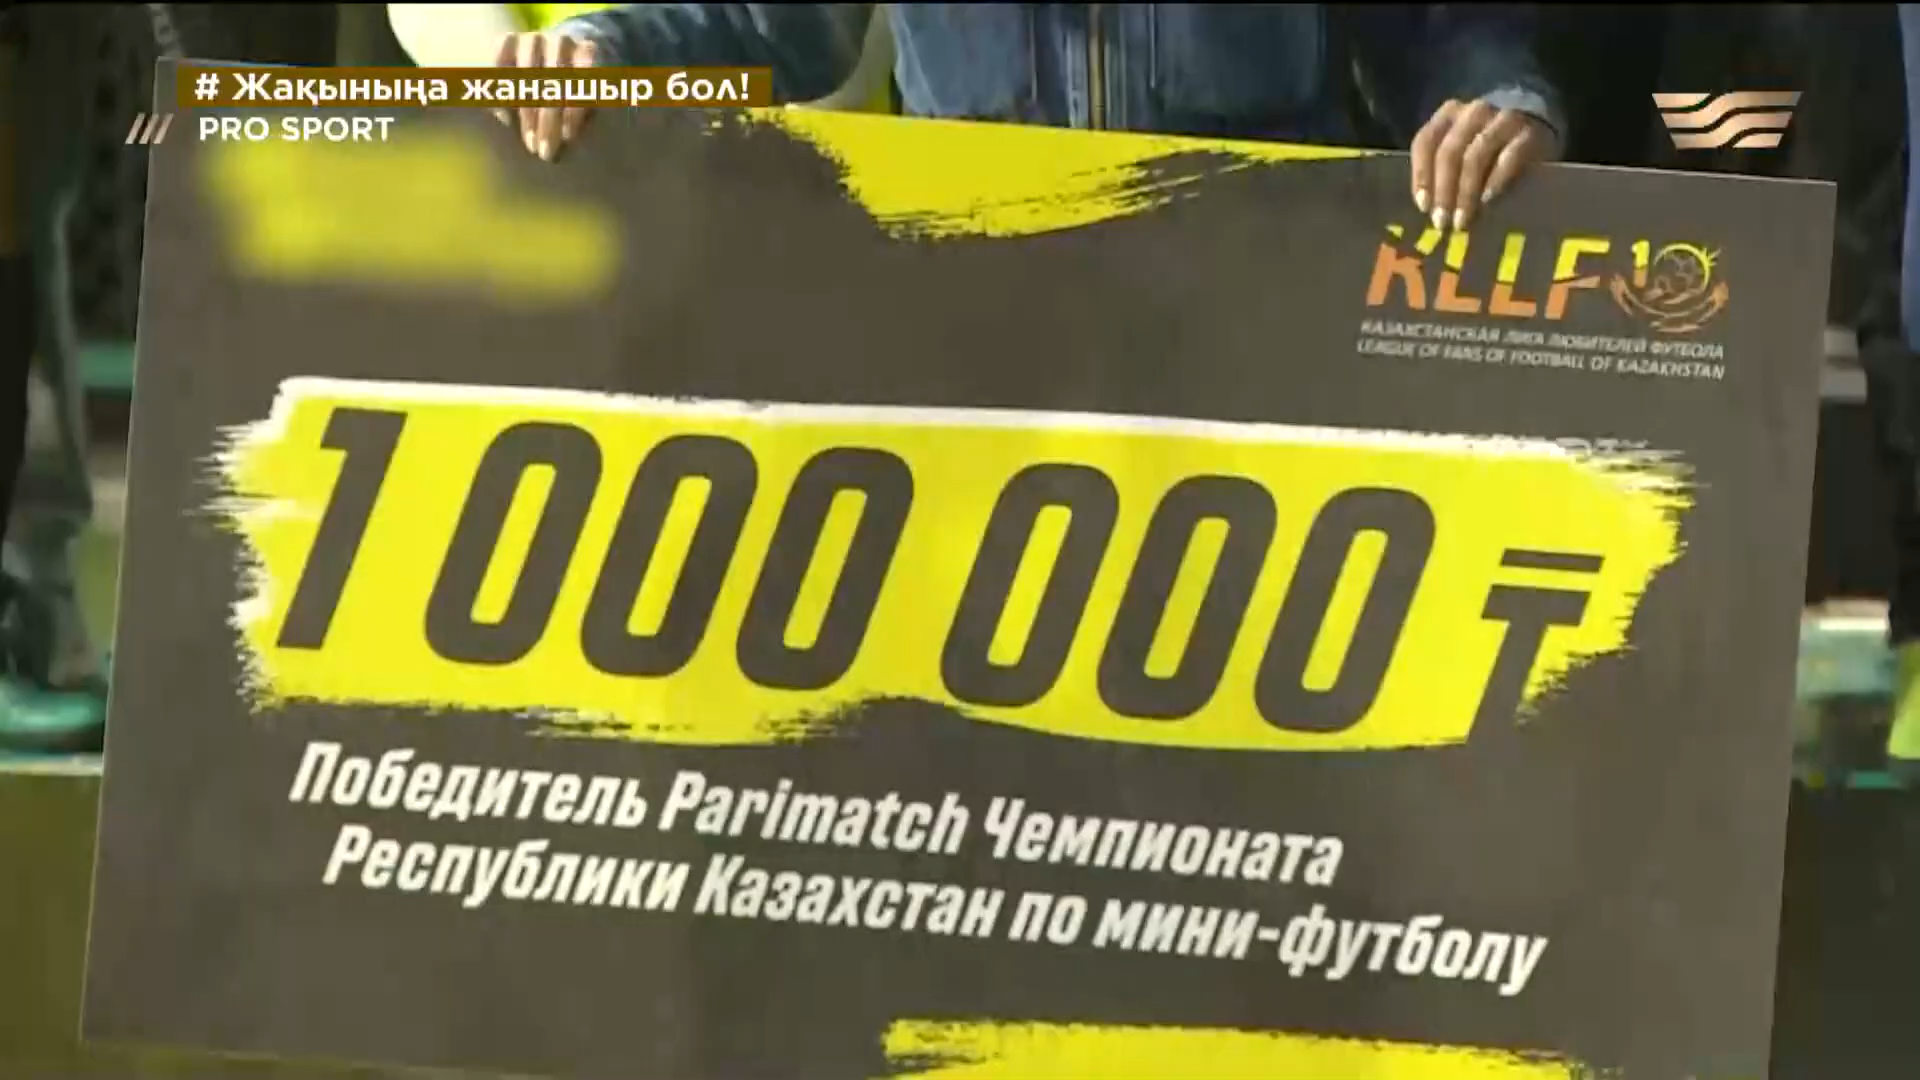 # Жақыныңа жанашыр бол!
PRO SPORT
KLLF 10
КАЗАХСТАНСКАЯ ЛИГА ЛЮБИТЕЛЕЙ ФУТБОЛА
LEAGUE OF FANS OF FOOTBALL OF KAZAKHSTAN
1 000 000 ₸
Победитель Parimatch Чемпионата
Республики Казахстан по мини-футболу